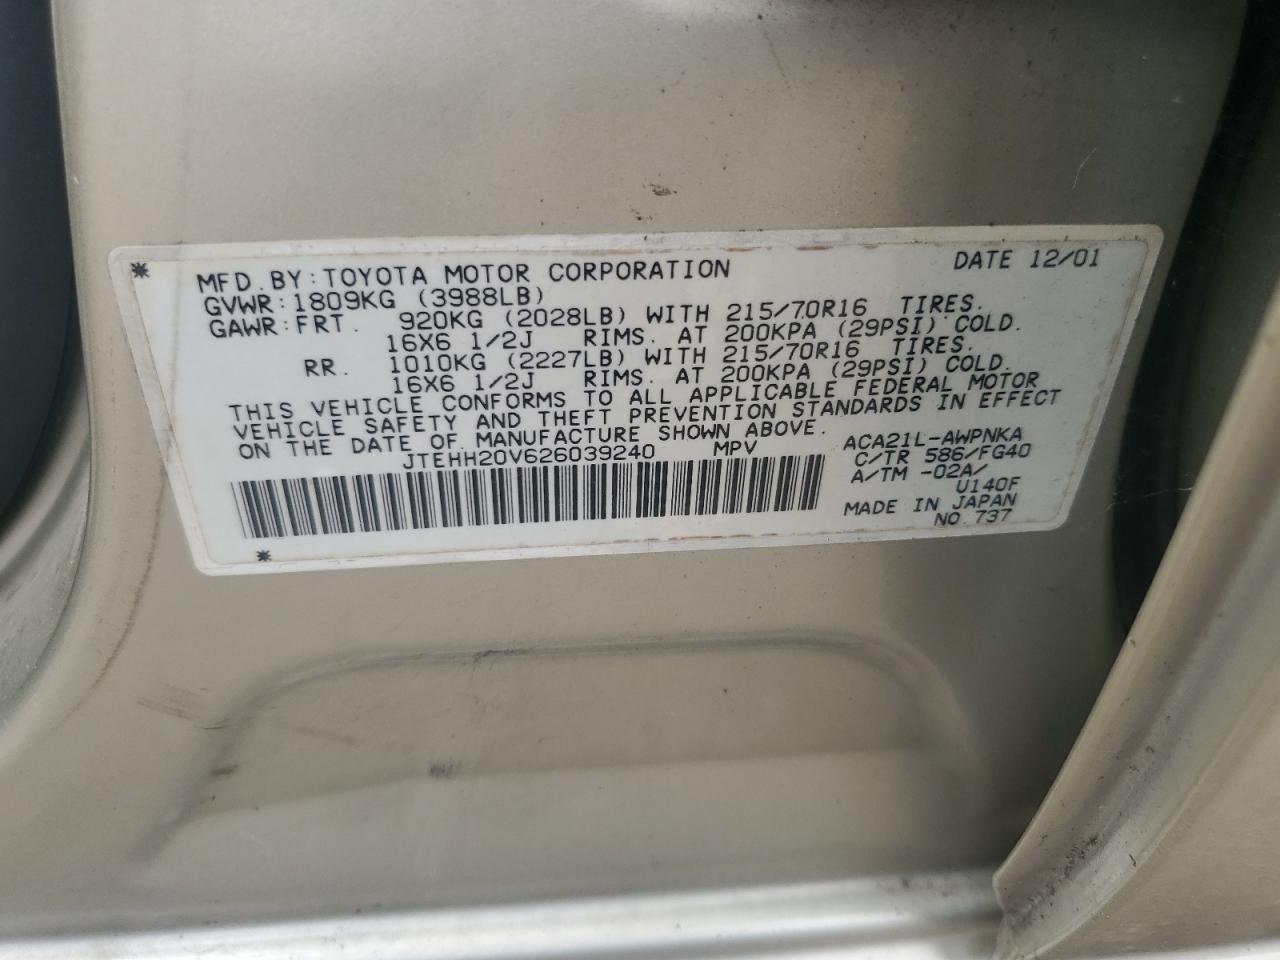 MFD. BY: TOYOTA MOTOR CORPORATION DATE 12/01
GVWR: 1809KG (3988LB)
GAWR: FRT. 920KG (2028LB) WITH 215/70R16 TIRES.
16X6 1/2J RIMS. AT 200KPA (29PSI) COLD.
RR. 1010KG (2227LB) WITH 215/70R16 TIRES.
16X6 1/2J RIMS. AT 200KPA (29PSI) COLD.
THIS VEHICLE CONFORMS TO ALL APPLICABLE FEDERAL MOTOR
VEHICLE SAFETY AND THEFT PREVENTION STANDARDS IN EFFECT
ON THE DATE OF MANUFACTURE SHOWN ABOVE.
JTEHH20V626039240 MPV
ACA21L-AWPNKA
C/TR 586/FG40
A/TM -02A/
U140F
MADE IN JAPAN
NO. 737